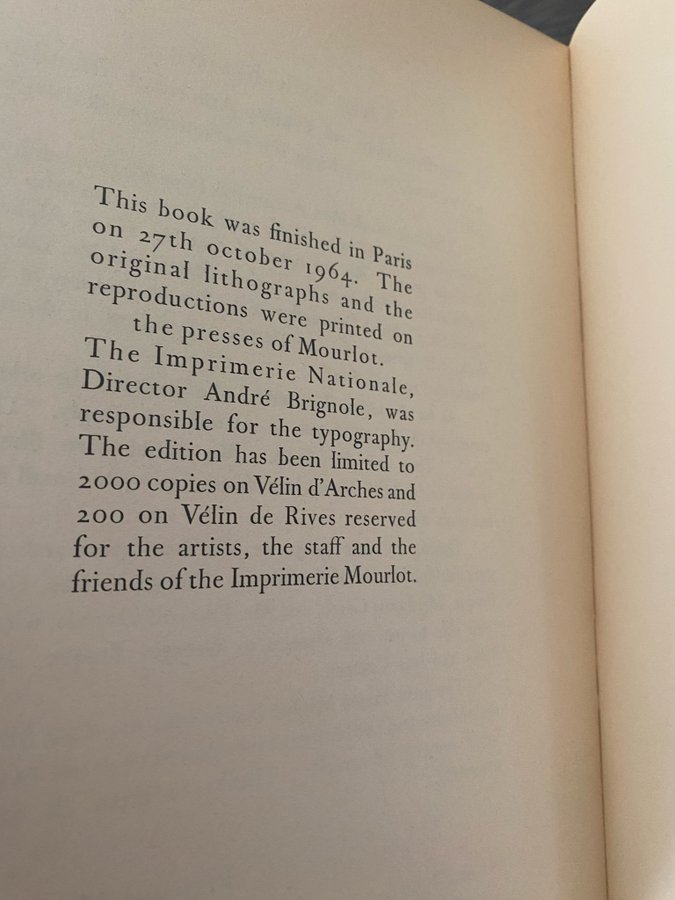 This book was finished in Paris
on 27th october 1964. The
original lithographs and the
reproductions were printed on
the presses of Mourlot.
The Imprimerie Nationale,
Director André Brignole, was
responsible for the typography.
The edition has been limited to
2000 copies on Vélin d'Arches and
200 on Vélin de Rives reserved
for the artists, the staff and the
friends of the Imprimerie Mourlot.